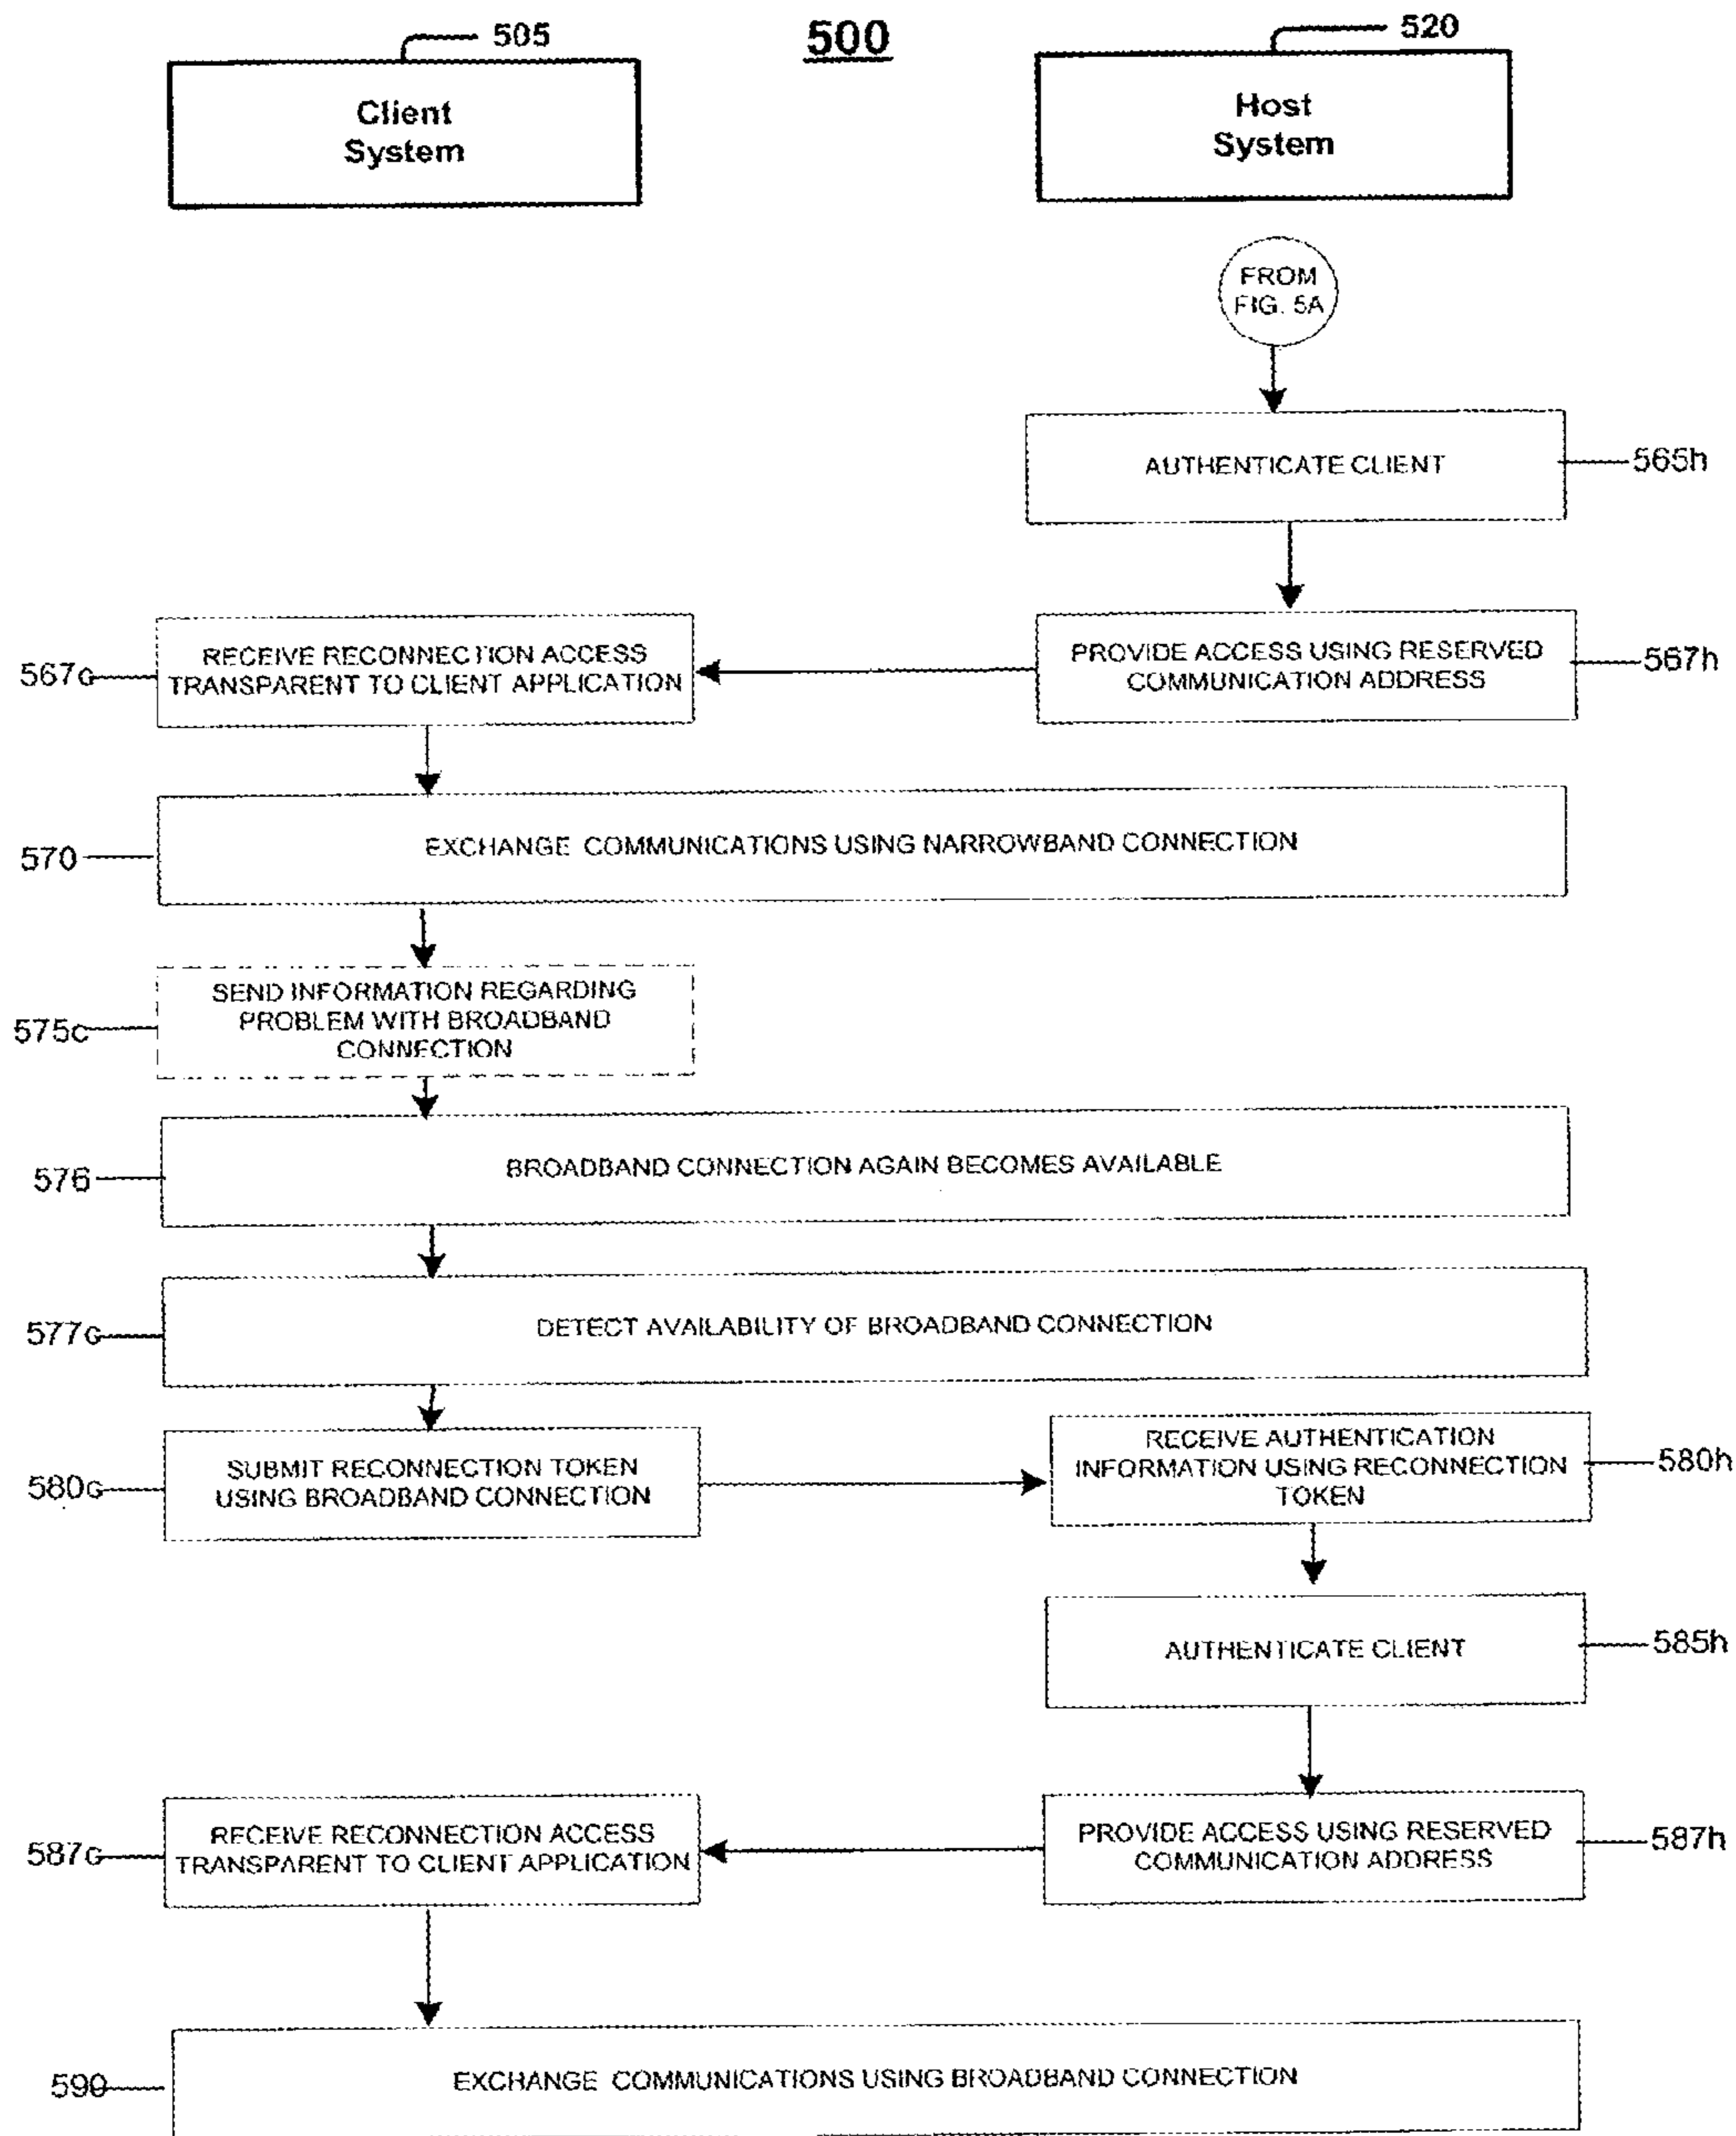 500
505
520
Client
System
Host
System
FROM
FIG. 5A
AUTHENTICATE CLIENT
565h
567c
RECEIVE RECONNECTION ACCESS
TRANSPARENT TO CLIENT APPLICATION
PROVIDE ACCESS USING RESERVED
COMMUNICATION ADDRESS
567h
570
EXCHANGE COMMUNICATIONS USING NARROWBAND CONNECTION
575c
SEND INFORMATION REGARDING
PROBLEM WITH BROADBAND
CONNECTION
576
BROADBAND CONNECTION AGAIN BECOMES AVAILABLE
577c
DETECT AVAILABILITY OF BROADBAND CONNECTION
580c
SUBMIT RECONNECTION TOKEN
USING BROADBAND CONNECTION
RECEIVE AUTHENTICATION
INFORMATION USING RECONNECTION
TOKEN
580h
AUTHENTICATE CLIENT
585h
587c
RECEIVE RECONNECTION ACCESS
TRANSPARENT TO CLIENT APPLICATION
PROVIDE ACCESS USING RESERVED
COMMUNICATION ADDRESS
587h
590
EXCHANGE COMMUNICATIONS USING BROADBAND CONNECTION